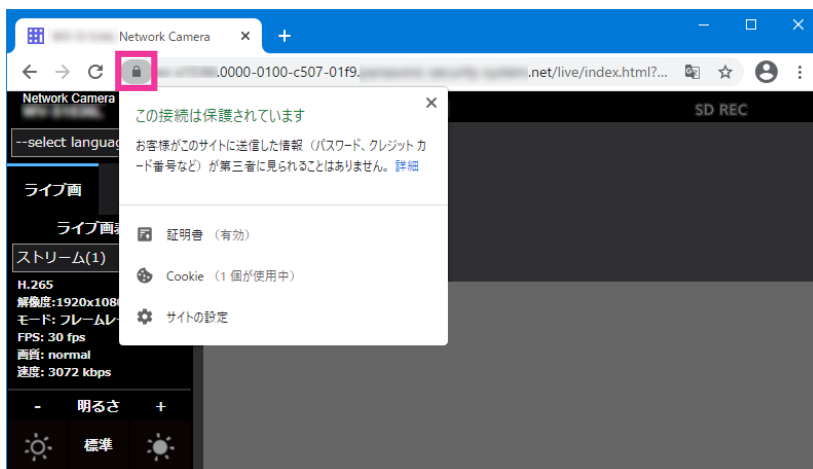 Network Camera
.0000-0100-c507-01f9.
.net/live/index.html?...
Network Camera
SD REC
--select languag
この接続は保護されています
お客様がこのサイトに送信した情報（パスワード、クレジット カ
ード番号など）が第三者に見られることはありません。詳細
証明書 （有効）
Cookie （1 個が使用中）
サイトの設定
ライブ画
ライブ画
ストリーム(1)
H.265
解像度:1920x108
モード: フレームレ
FPS: 30 fps
画質: normal
速度: 3072 kbps
- 明るさ +
標準